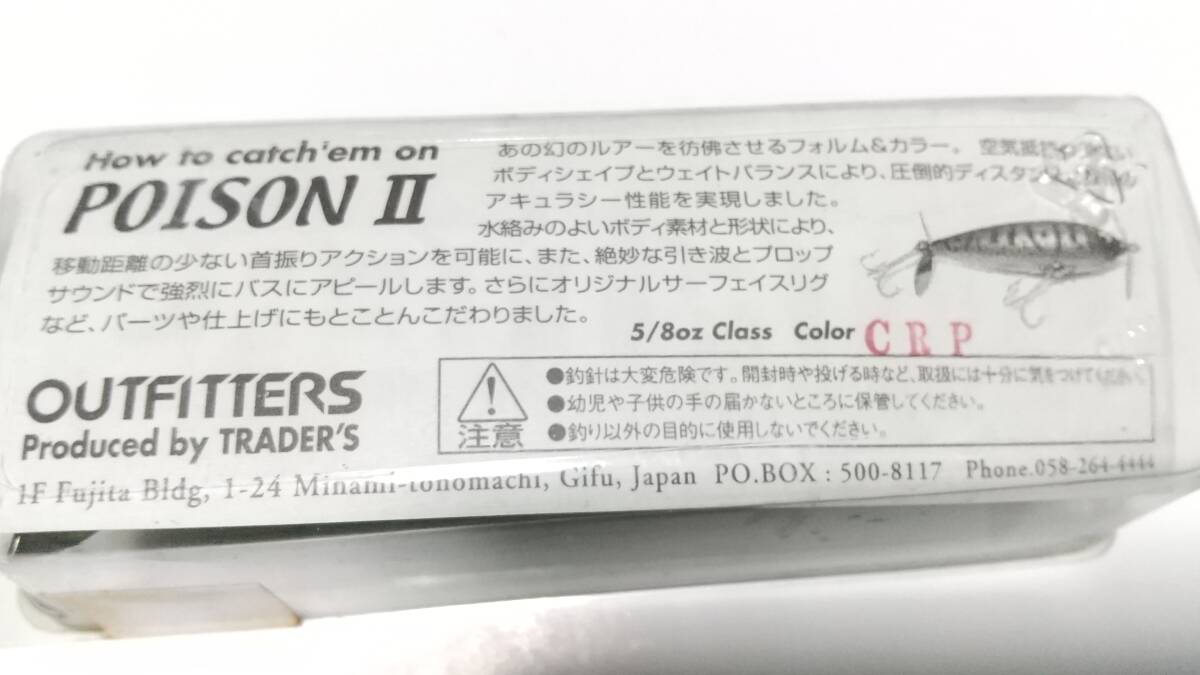 How to catch'em on
POISON II
あの幻のルアーを彷彿させるフォルム&カラー。 空気抵抗の
ボディシェイプとウェイトバランスにより、圧倒的ディスタンス、
アキュラシー性能を実現しました。
水絡みのよいボディ素材と形状により、
移動距離の少ない首振りアクションを可能に、また、絶妙な引き波とプロップ
サウンドで強烈にバスにアピールします。さらにオリジナルサーフェイスリグ
など、パーツや仕上げにもとことんこだわりました。
5/8oz Class Color CRP
OUTFITTERS
Produced by TRADER'S
注意
●釣針は大変危険です。開封時や投げる時など、取扱には十分に気をつけてください。
●幼児や子供の手の届かないところに保管してください。
●釣り以外の目的に使用しないでください。
1F Fujita Bldg, 1-24 Minami-tonomachi, Gifu, Japan PO.BOX : 500-8117 Phone.058-264-4444